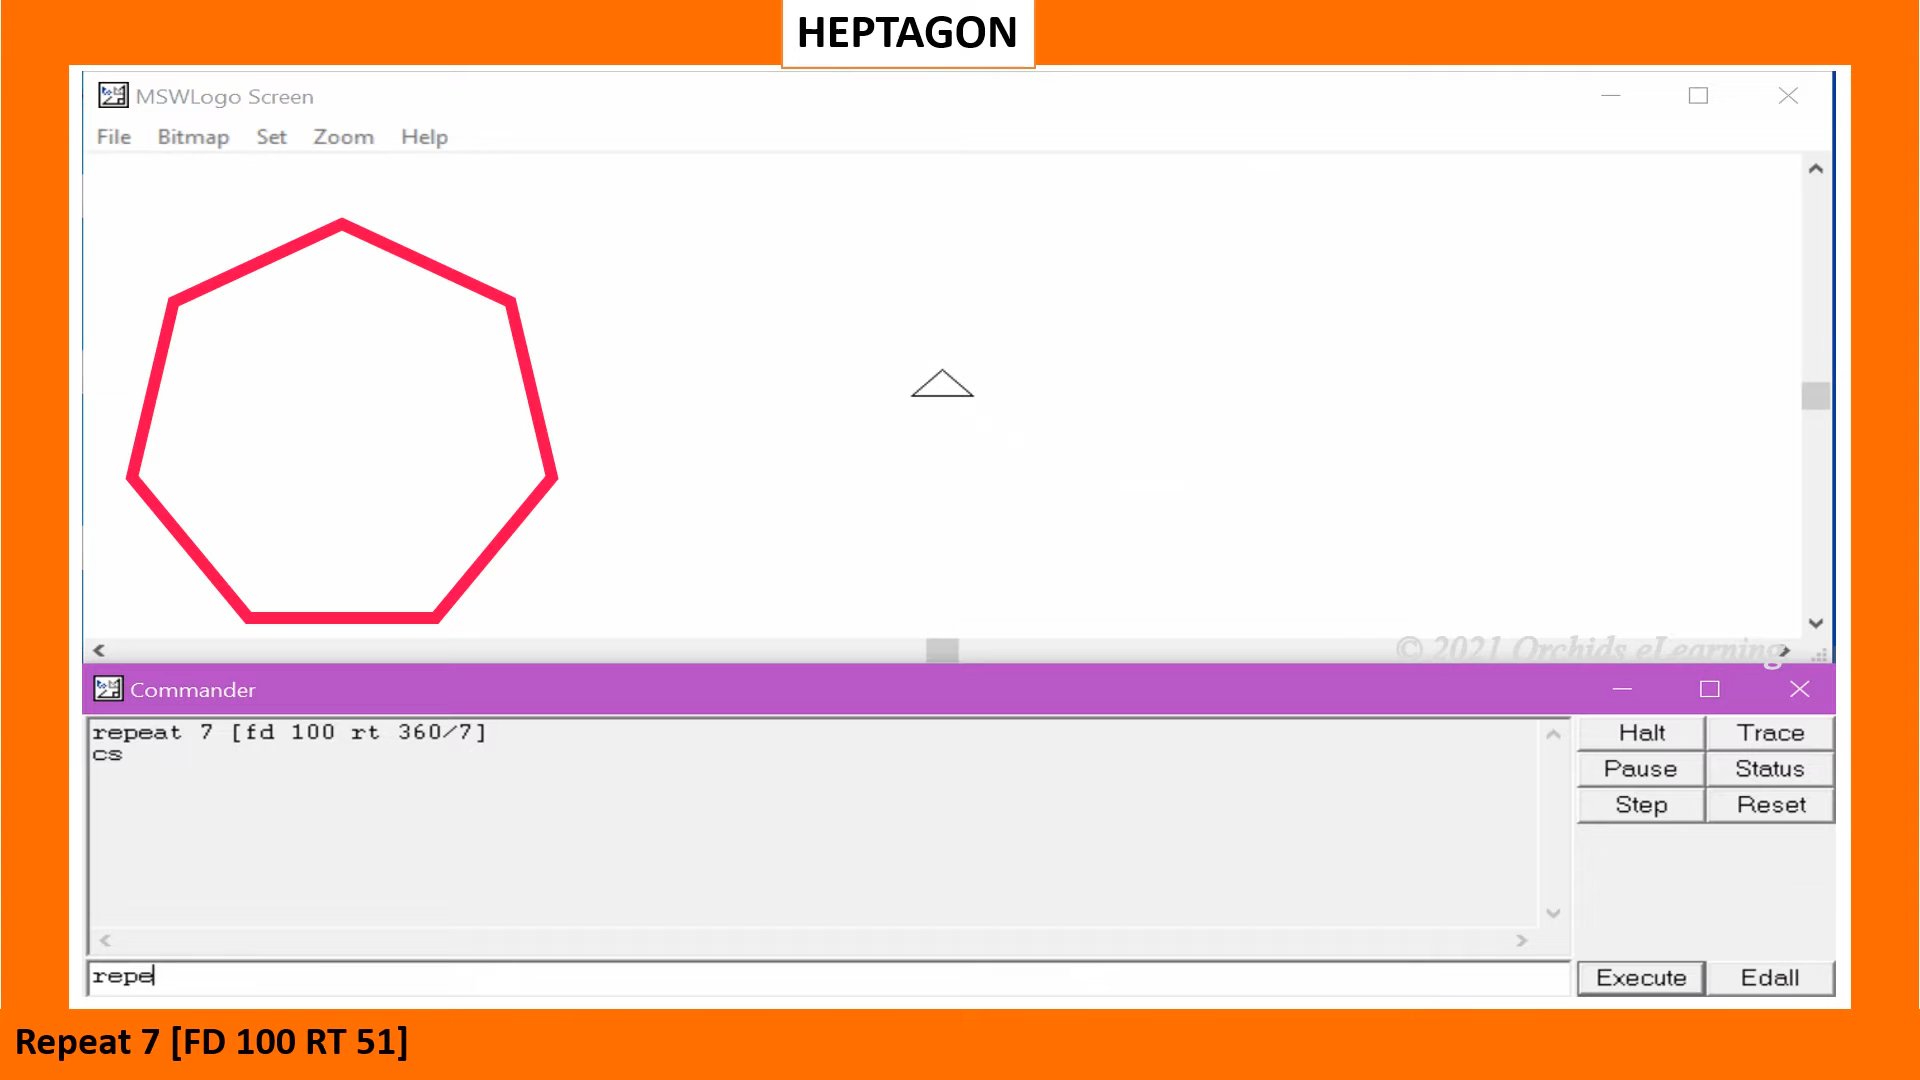 HEPTAGON
MSWLogo Screen
File Bitmap Set Zoom Help
© 2021 Orchids eLearning
Commander
repeat 7 [fd 100 rt 360/7]
cs
Halt Trace
Pause Status
Step Reset
repe
Execute Edall
Repeat 7 [FD 100 RT 51]